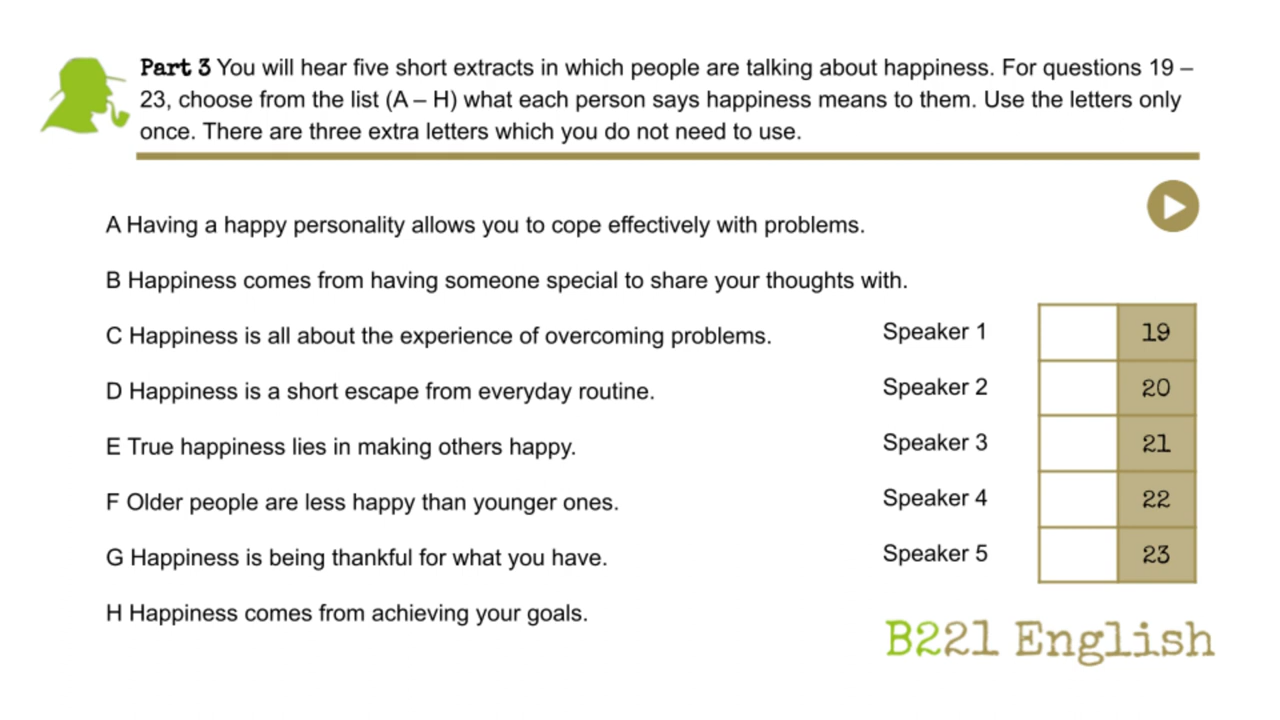 Part 3 You will hear five short extracts in which people are talking about happiness. For questions 19 –
23, choose from the list (A – H) what each person says happiness means to them. Use the letters only
once. There are three extra letters which you do not need to use.
A Having a happy personality allows you to cope effectively with problems.
B Happiness comes from having someone special to share your thoughts with.
C Happiness is all about the experience of overcoming problems.
D Happiness is a short escape from everyday routine.
E True happiness lies in making others happy.
F Older people are less happy than younger ones.
G Happiness is being thankful for what you have.
H Happiness comes from achieving your goals.
Speaker 1 19
Speaker 2 20
Speaker 3 21
Speaker 4 22
Speaker 5 23
B221 English